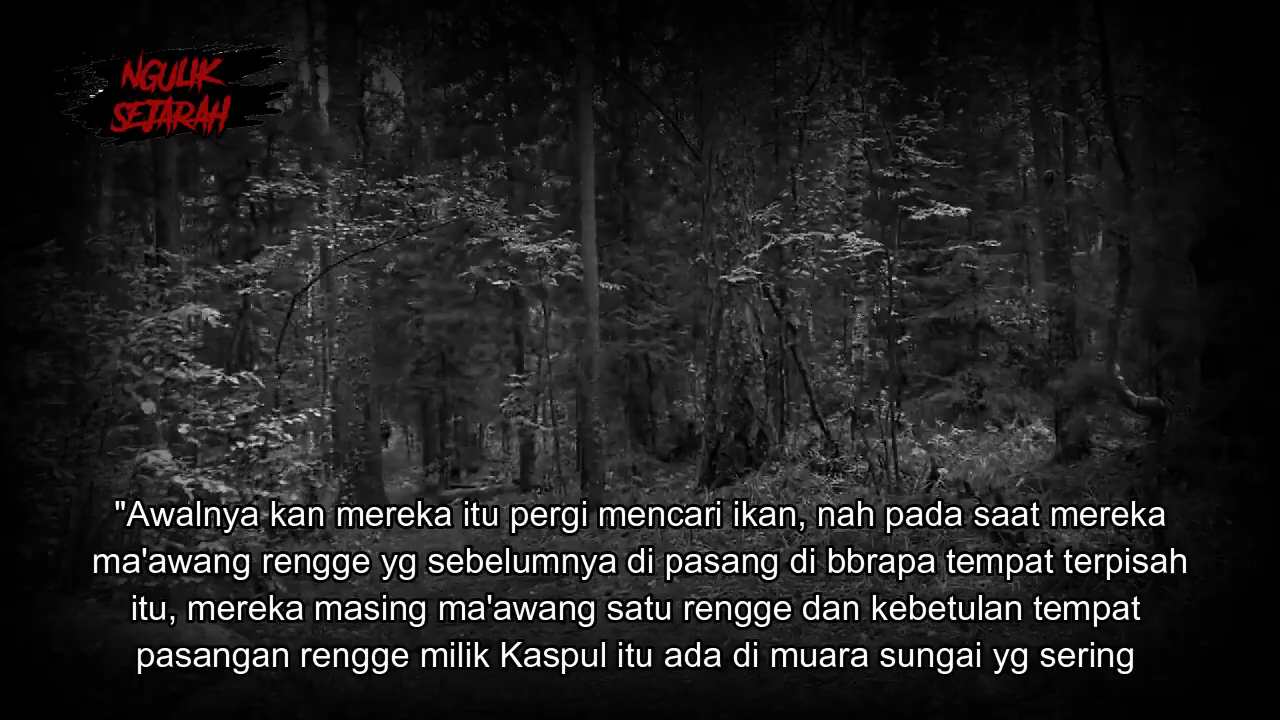 NGULIK
SEJARAH
"Awalnya kan mereka itu pergi mencari ikan, nah pada saat mereka
ma'awang rengge yg sebelumnya di pasang di bbrapa tempat terpisah
itu, mereka masing ma'awang satu rengge dan kebetulan tempat
pasangan rengge milik Kaspul itu ada di muara sungai yg sering